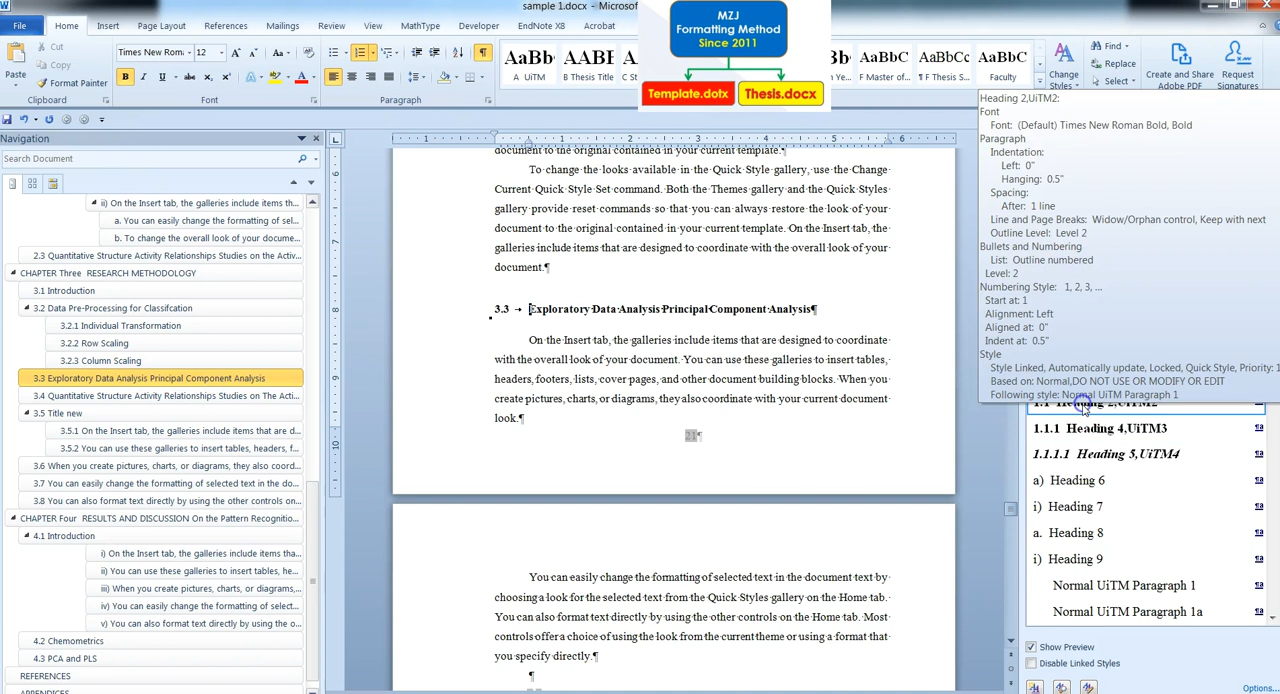 sample 1.docx - Microsof
MZJ
Formatting Method
Since 2011
Template.dotx
Thesis.docx
File Home Insert Page Layout References Mailings Review View MathType Developer EndNote X8 Acrobat
Paste
Cut
Copy
Format Painter
Clipboard
Times New Rom 12
Font
Paragraph
A UiTM
B Thesis Title
F Master of...
¶ F Thesis S...
Faculty
Change
Styles
Find
Replace
Select
Create and Share
Adobe PDF
Request
Signatures
Navigation
Search Document
ii) On the Insert tab, the galleries include items th...
a. You can easily change the formatting of sel...
b. To change the overall look of your docume...
2.3 Quantitative Structure Activity Relationships Studies on the Activ...
CHAPTER Three RESEARCH METHODOLOGY
3.1 Introduction
3.2 Data Pre-Processing for Classifcation
3.2.1 Individual Transformation
3.2.2 Row Scaling
3.2.3 Column Scaling
3.3 Exploratory Data Analysis Principal Component Analysis
3.4 Quantitative Structure Activity Relationships Studies on The Acti...
3.5 Title new
3.5.1 On the Insert tab, the galleries include items tha...
3.5.2 You can use these galleries to insert tables, headers, f...
3.6 When you create pictures, charts, or diagrams, they also coord...
3.7 You can easily change the formatting of selected text in the docum...
3.8 You can also format text directly by using the other controls on...
CHAPTER Four RESULTS AND DISCUSSION On the Pattern Recognitio...
4.1 Introduction
i) On the Insert tab, the galleries include items tha...
ii) You can use these galleries to insert tables, he...
iii) When you create pictures, charts, or diagrams,...
iv) You can easily change the formatting of select...
v) You can also format text directly by using the o...
4.2 Chemometrics
4.3 PCA and PLS
REFERENCES
APPENDICES
document to the original contained in your current template.¶
To change the looks available in the Quick Style gallery, use the Change
Current Quick Style Set command. Both the Themes gallery and the Quick Styles
gallery provide reset commands so that you can always restore the look of your
document to the original contained in your current template. On the Insert tab, the
galleries include items that are designed to coordinate with the overall look of your
document.¶
3.3 → Exploratory Data Analysis Principal Component Analysis¶
On the Insert tab, the galleries include items that are designed to coordinate
with the overall look of your document. You can use these galleries to insert tables,
headers, footers, lists, cover pages, and other document building blocks. When you
create pictures, charts, or diagrams, they also coordinate with your current document
look.¶
21¶
You can easily change the formatting of selected text in the document text by
choosing a look for the selected text from the Quick Styles gallery on the Home tab.
You can also format text directly by using the other controls on the Home tab. Most
controls offer a choice of using the look from the current theme or using a format that
you specify directly.¶
¶
Heading 2,UiTM2:
Font
Font: (Default) Times New Roman Bold, Bold
Paragraph
Indentation:
Left: 0"
Hanging: 0.5"
Spacing:
After: 1 line
Line and Page Breaks: Widow/Orphan control, Keep with next
Outline Level: Level 2
Bullets and Numbering
List: Outline numbered
Level: 2
Numbering Style: 1, 2, 3, ...
Start at: 1
Alignment: Left
Aligned at: 0"
Indent at: 0.5"
Style
Style Linked, Automatically update, Locked, Quick Style, Priority: 1
Based on: Normal,DO NOT USE OR MODIFY OR EDIT
Following style: Normal UiTM Paragraph 1
1.1 Heading 2,UiTM2
1.1.1 Heading 4,UiTM3
1.1.1.1 Heading 5,UiTM4
a) Heading 6
i) Heading 7
a. Heading 8
i) Heading 9
Normal UiTM Paragraph 1
Normal UiTM Paragraph 1a
Show Preview
Disable Linked Styles
Options...